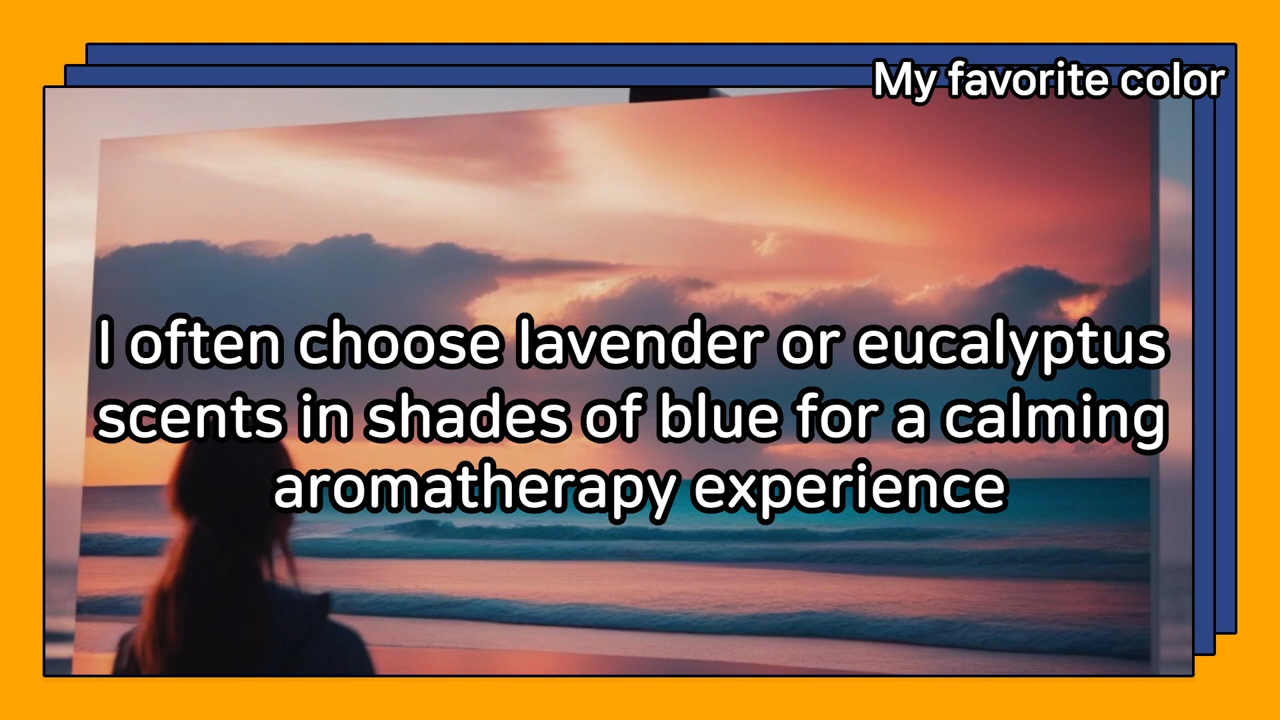 My favorite color
I often choose lavender or eucalyptus
scents in shades of blue for a calming
aromatherapy experience